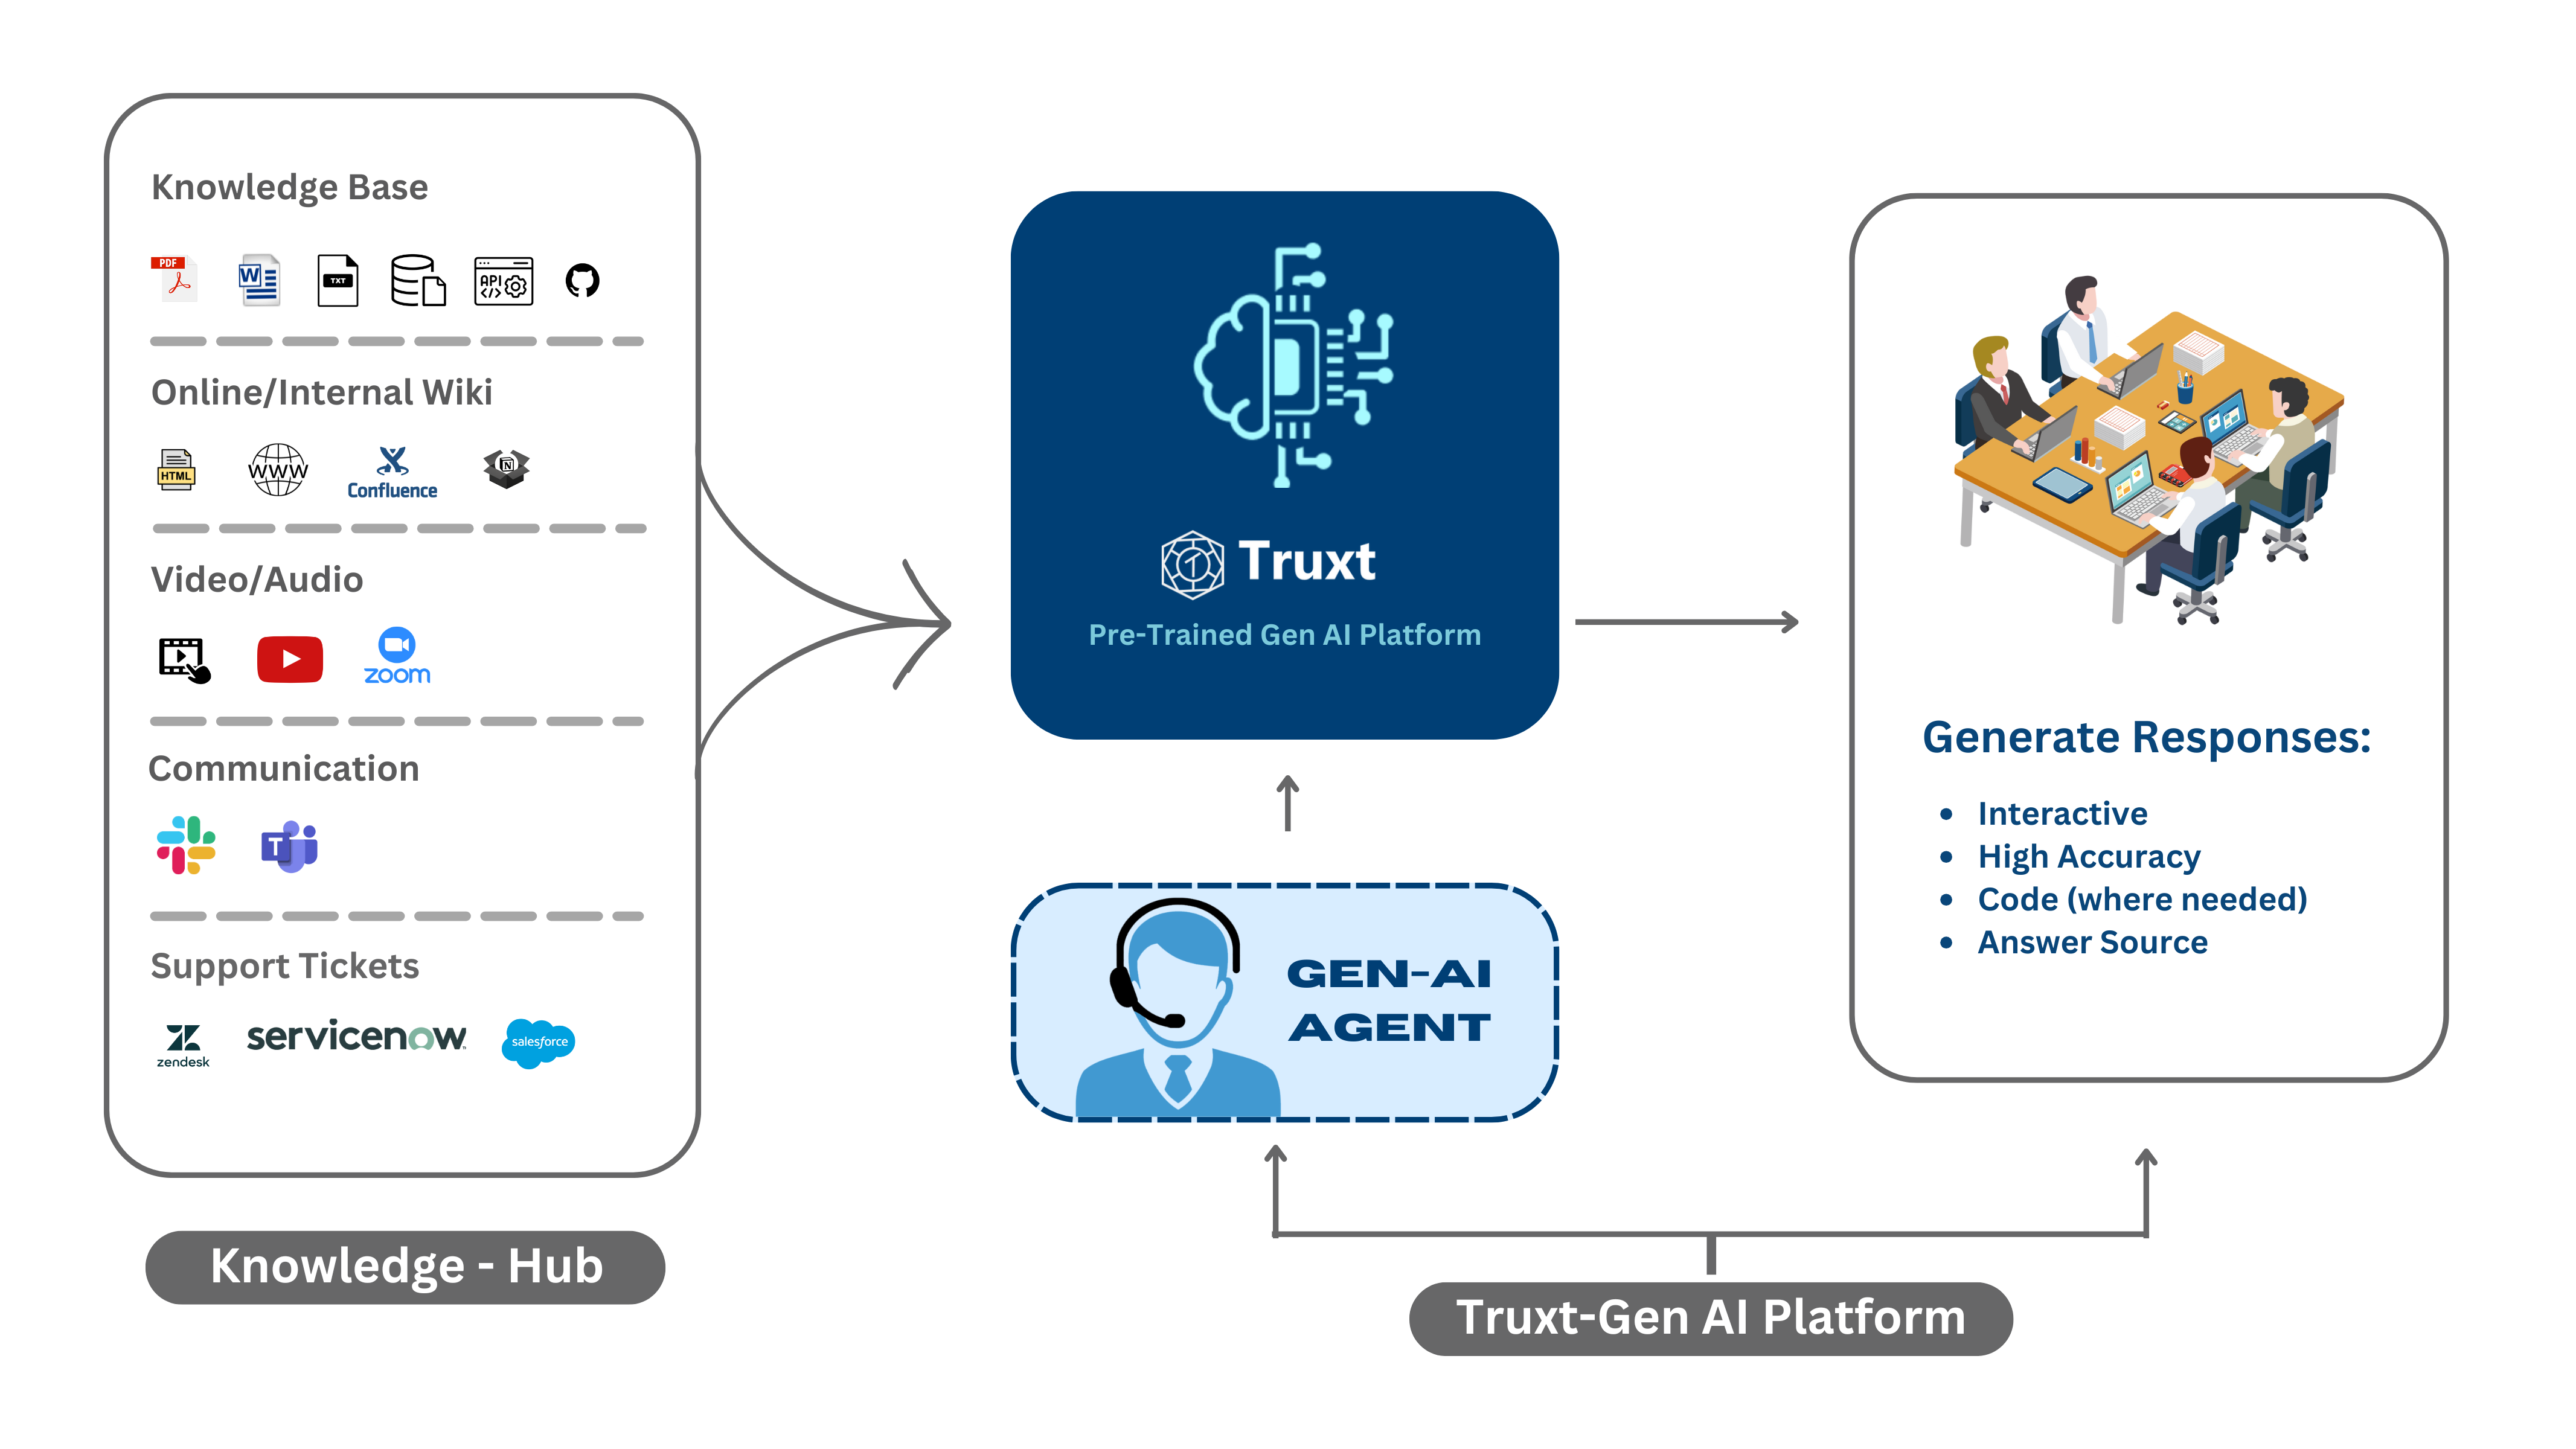 Knowledge Base
PDF
W
TXT
API
</>
Online/Internal Wiki
HTML
WWW
Confluence
N
Video/Audio
zoom
Communication
T
Support Tickets
zendesk
servicenow
salesforce
Knowledge - Hub
Truxt
Pre-Trained Gen AI Platform
GEN-AI
AGENT
Generate Responses:
• Interactive
• High Accuracy
• Code (where needed)
• Answer Source
Truxt-Gen AI Platform